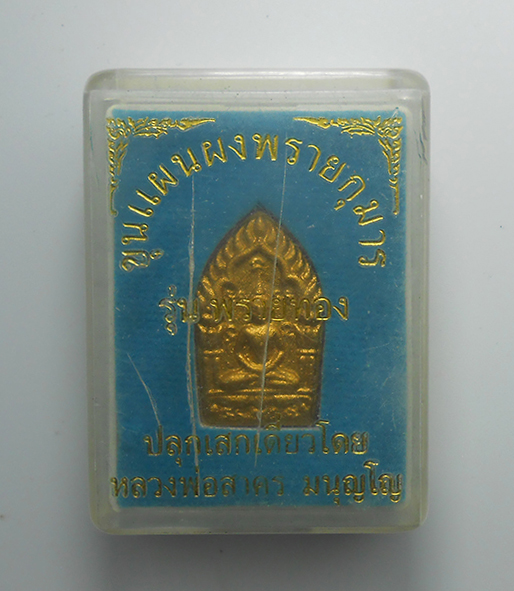 ขุนแผนผงพรายกุมาร
รุ่น พรายทอง
ปลุกเสกเดี่ยวโดย
หลวงพ่อสาคร มนุญโญ